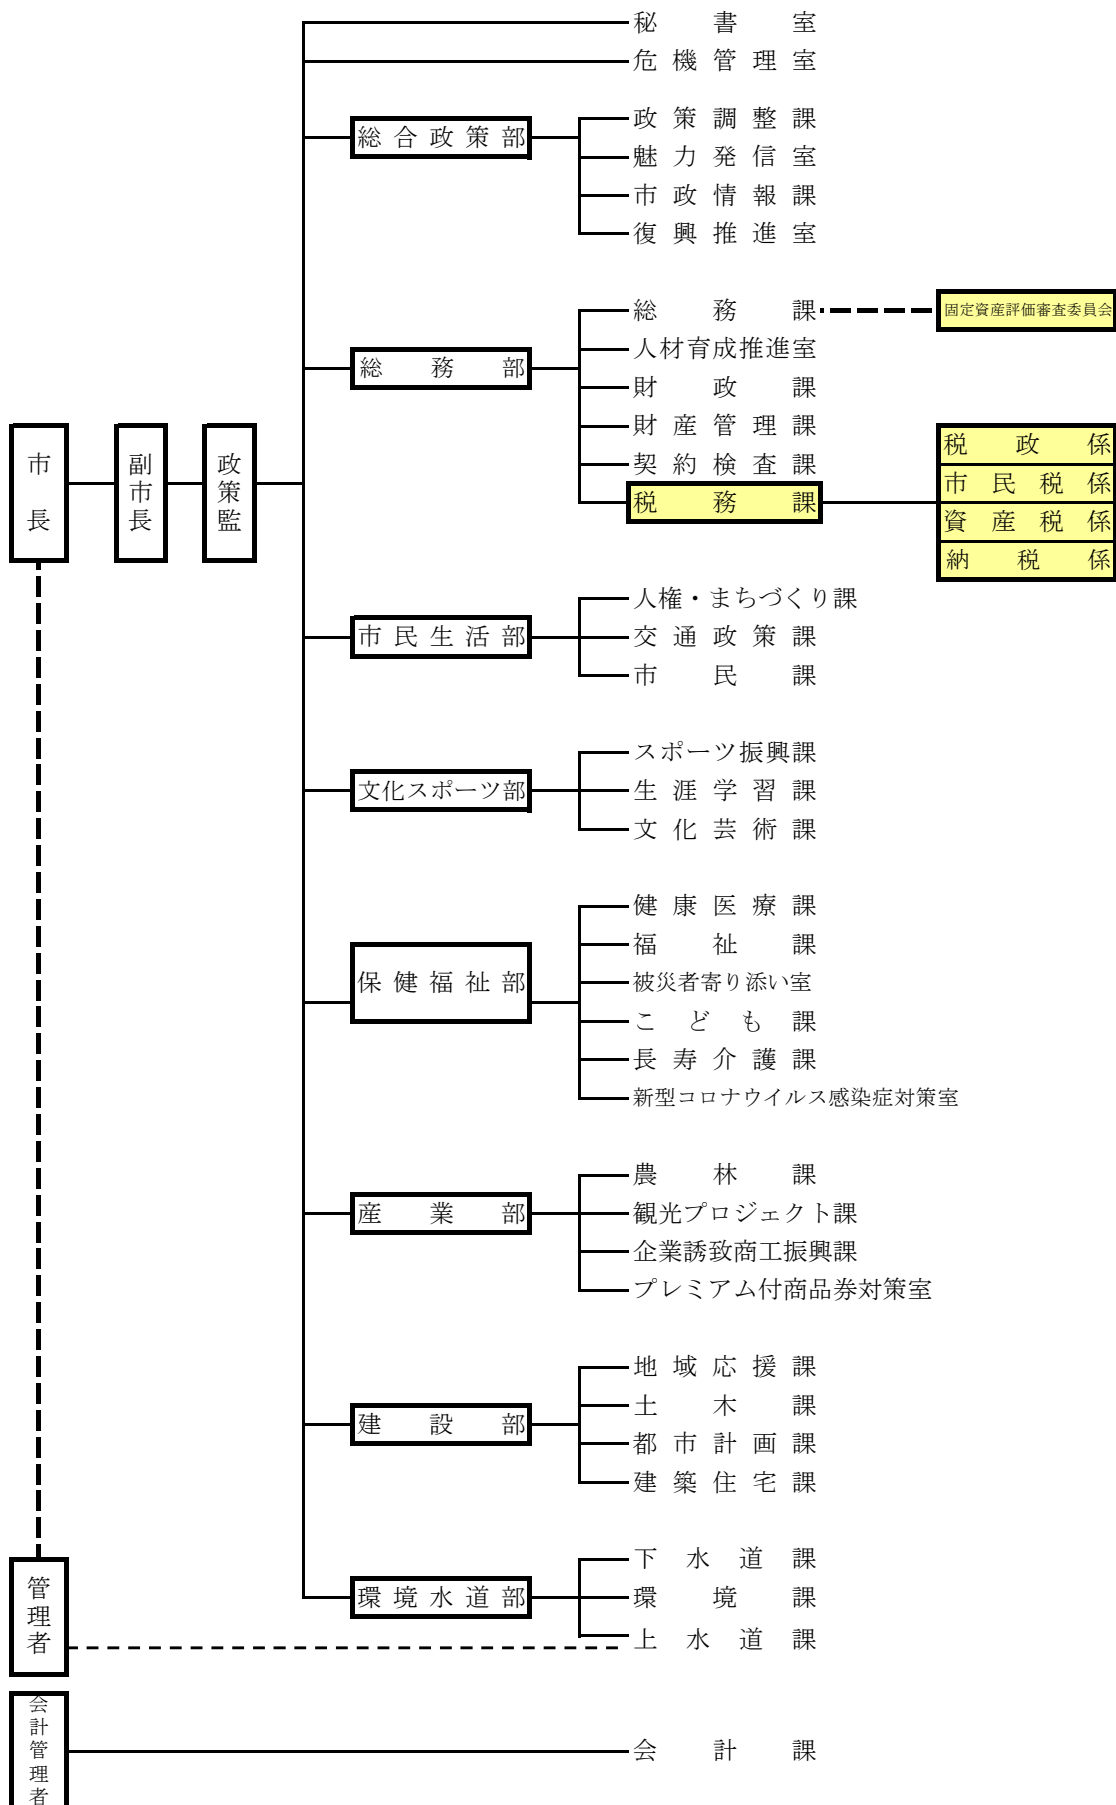 秘書室
危機管理室
総合政策部
政策調整課
魅力発信室
市政情報課
復興推進室
総務部
総務課
固定資産評価審査委員会
人材育成推進室
財政課
財産管理課
契約検査課
税務課
税政係
市民税係
資産税係
納税係
市長
副市長
政策監
市民生活部
人権・まちづくり課
交通政策課
市民課
文化スポーツ部
スポーツ振興課
生涯学習課
文化芸術課
保健福祉部
健康医療課
福祉課
被災者寄り添い室
こども課
長寿介護課
新型コロナウイルス感染症対策室
産業部
農林課
観光プロジェクト課
企業誘致商工振興課
プレミアム付商品券対策室
建設部
地域応援課
土木課
都市計画課
建築住宅課
環境水道部
下水道課
環境課
上水道課
管理者
会計管理者
会計課